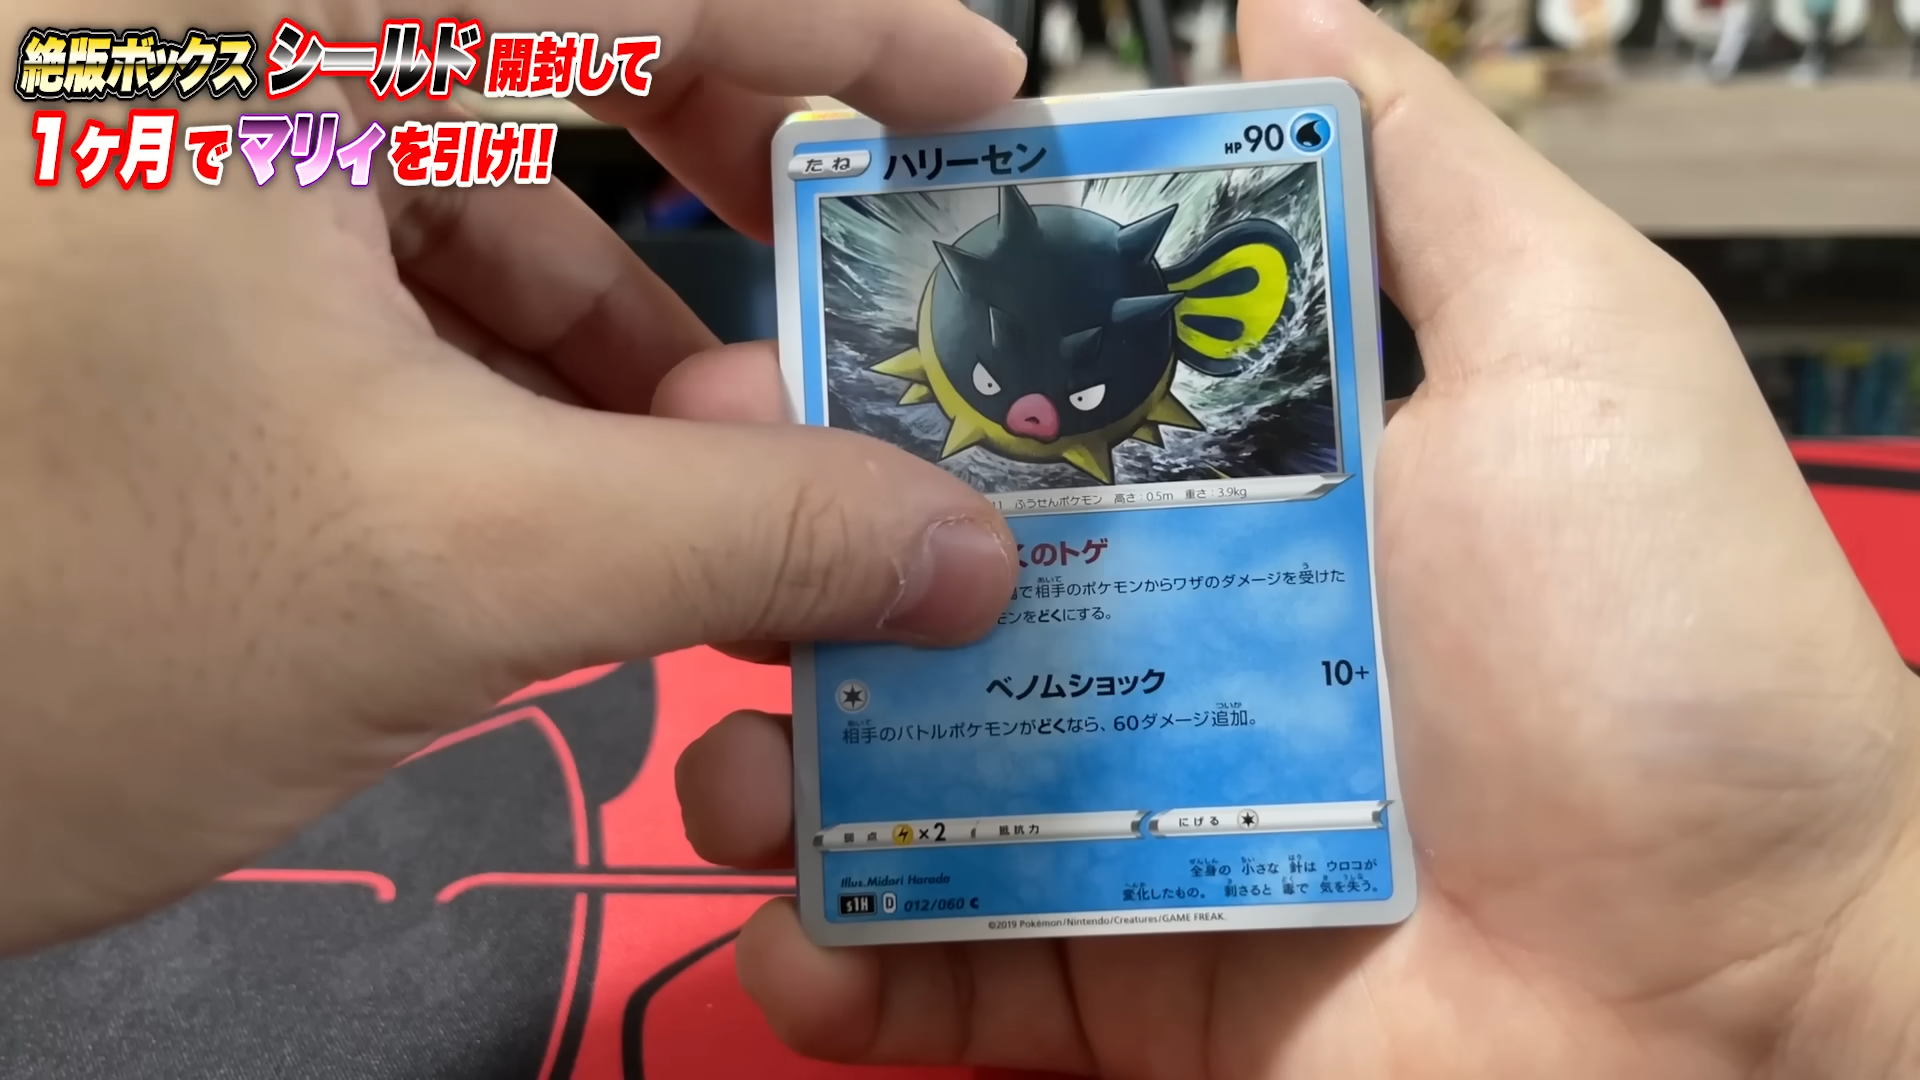 絶版ボックス シールド 開封して
1ヶ月でマリィを引け!!
たね ハリーセン HP90
ふうせんポケモン 高さ:0.5m 重さ:3.9kg
くのトゲ
で相手のポケモンからワザのダメージを受けた
モンをどくにする。
ベノムショック 10+
相手のバトルポケモンがどくなら、60ダメージ追加。
弱点 ×2 抵抗力 にげる
Illus. Midori Harada
全身の 小さな 針は ウロコが
変化したもの。 刺さると 毒で 気を失う。
s1H D 012/060 C
©2019 Pokémon/Nintendo/Creatures/GAME FREAK.